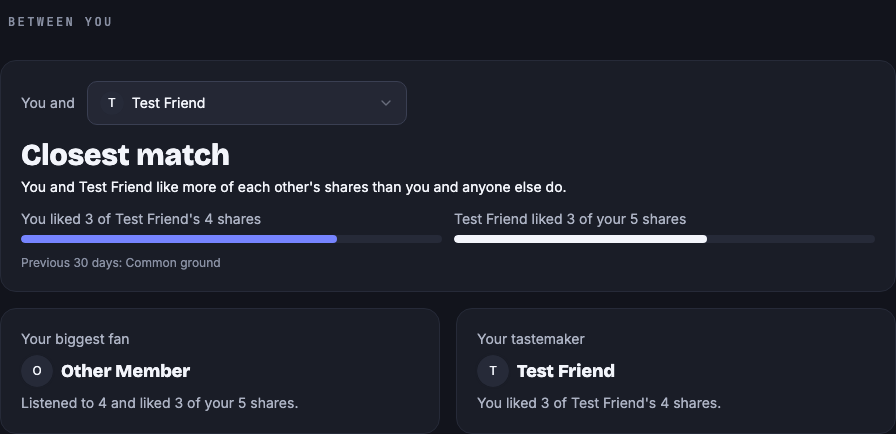 BETWEEN YOU
You and
T Test Friend
Closest match
You and Test Friend like more of each other's shares than you and anyone else do.
You liked 3 of Test Friend's 4 shares
Test Friend liked 3 of your 5 shares
Previous 30 days: Common ground
Your biggest fan
O Other Member
Listened to 4 and liked 3 of your 5 shares.
Your tastemaker
T Test Friend
You liked 3 of Test Friend's 4 shares.